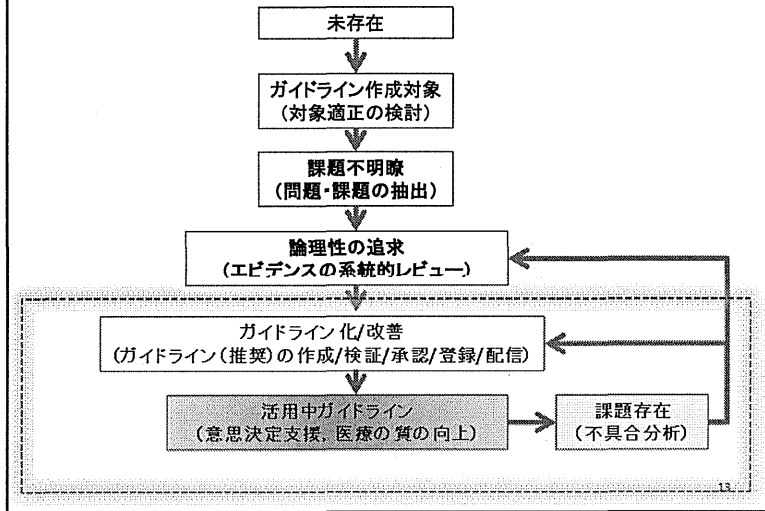 未存在
ガイドライン作成対象
(対象適正の検討)
課題不明瞭
(問題・課題の抽出)
論理性の追求
(エビデンスの系統的レビュー)
ガイドライン化/改善
(ガイドライン(推奨)の作成/検証/承認/登録/配信)
活用中ガイドライン
(意思決定支援, 医療の質の向上)
課題存在
(不具合分析)
13